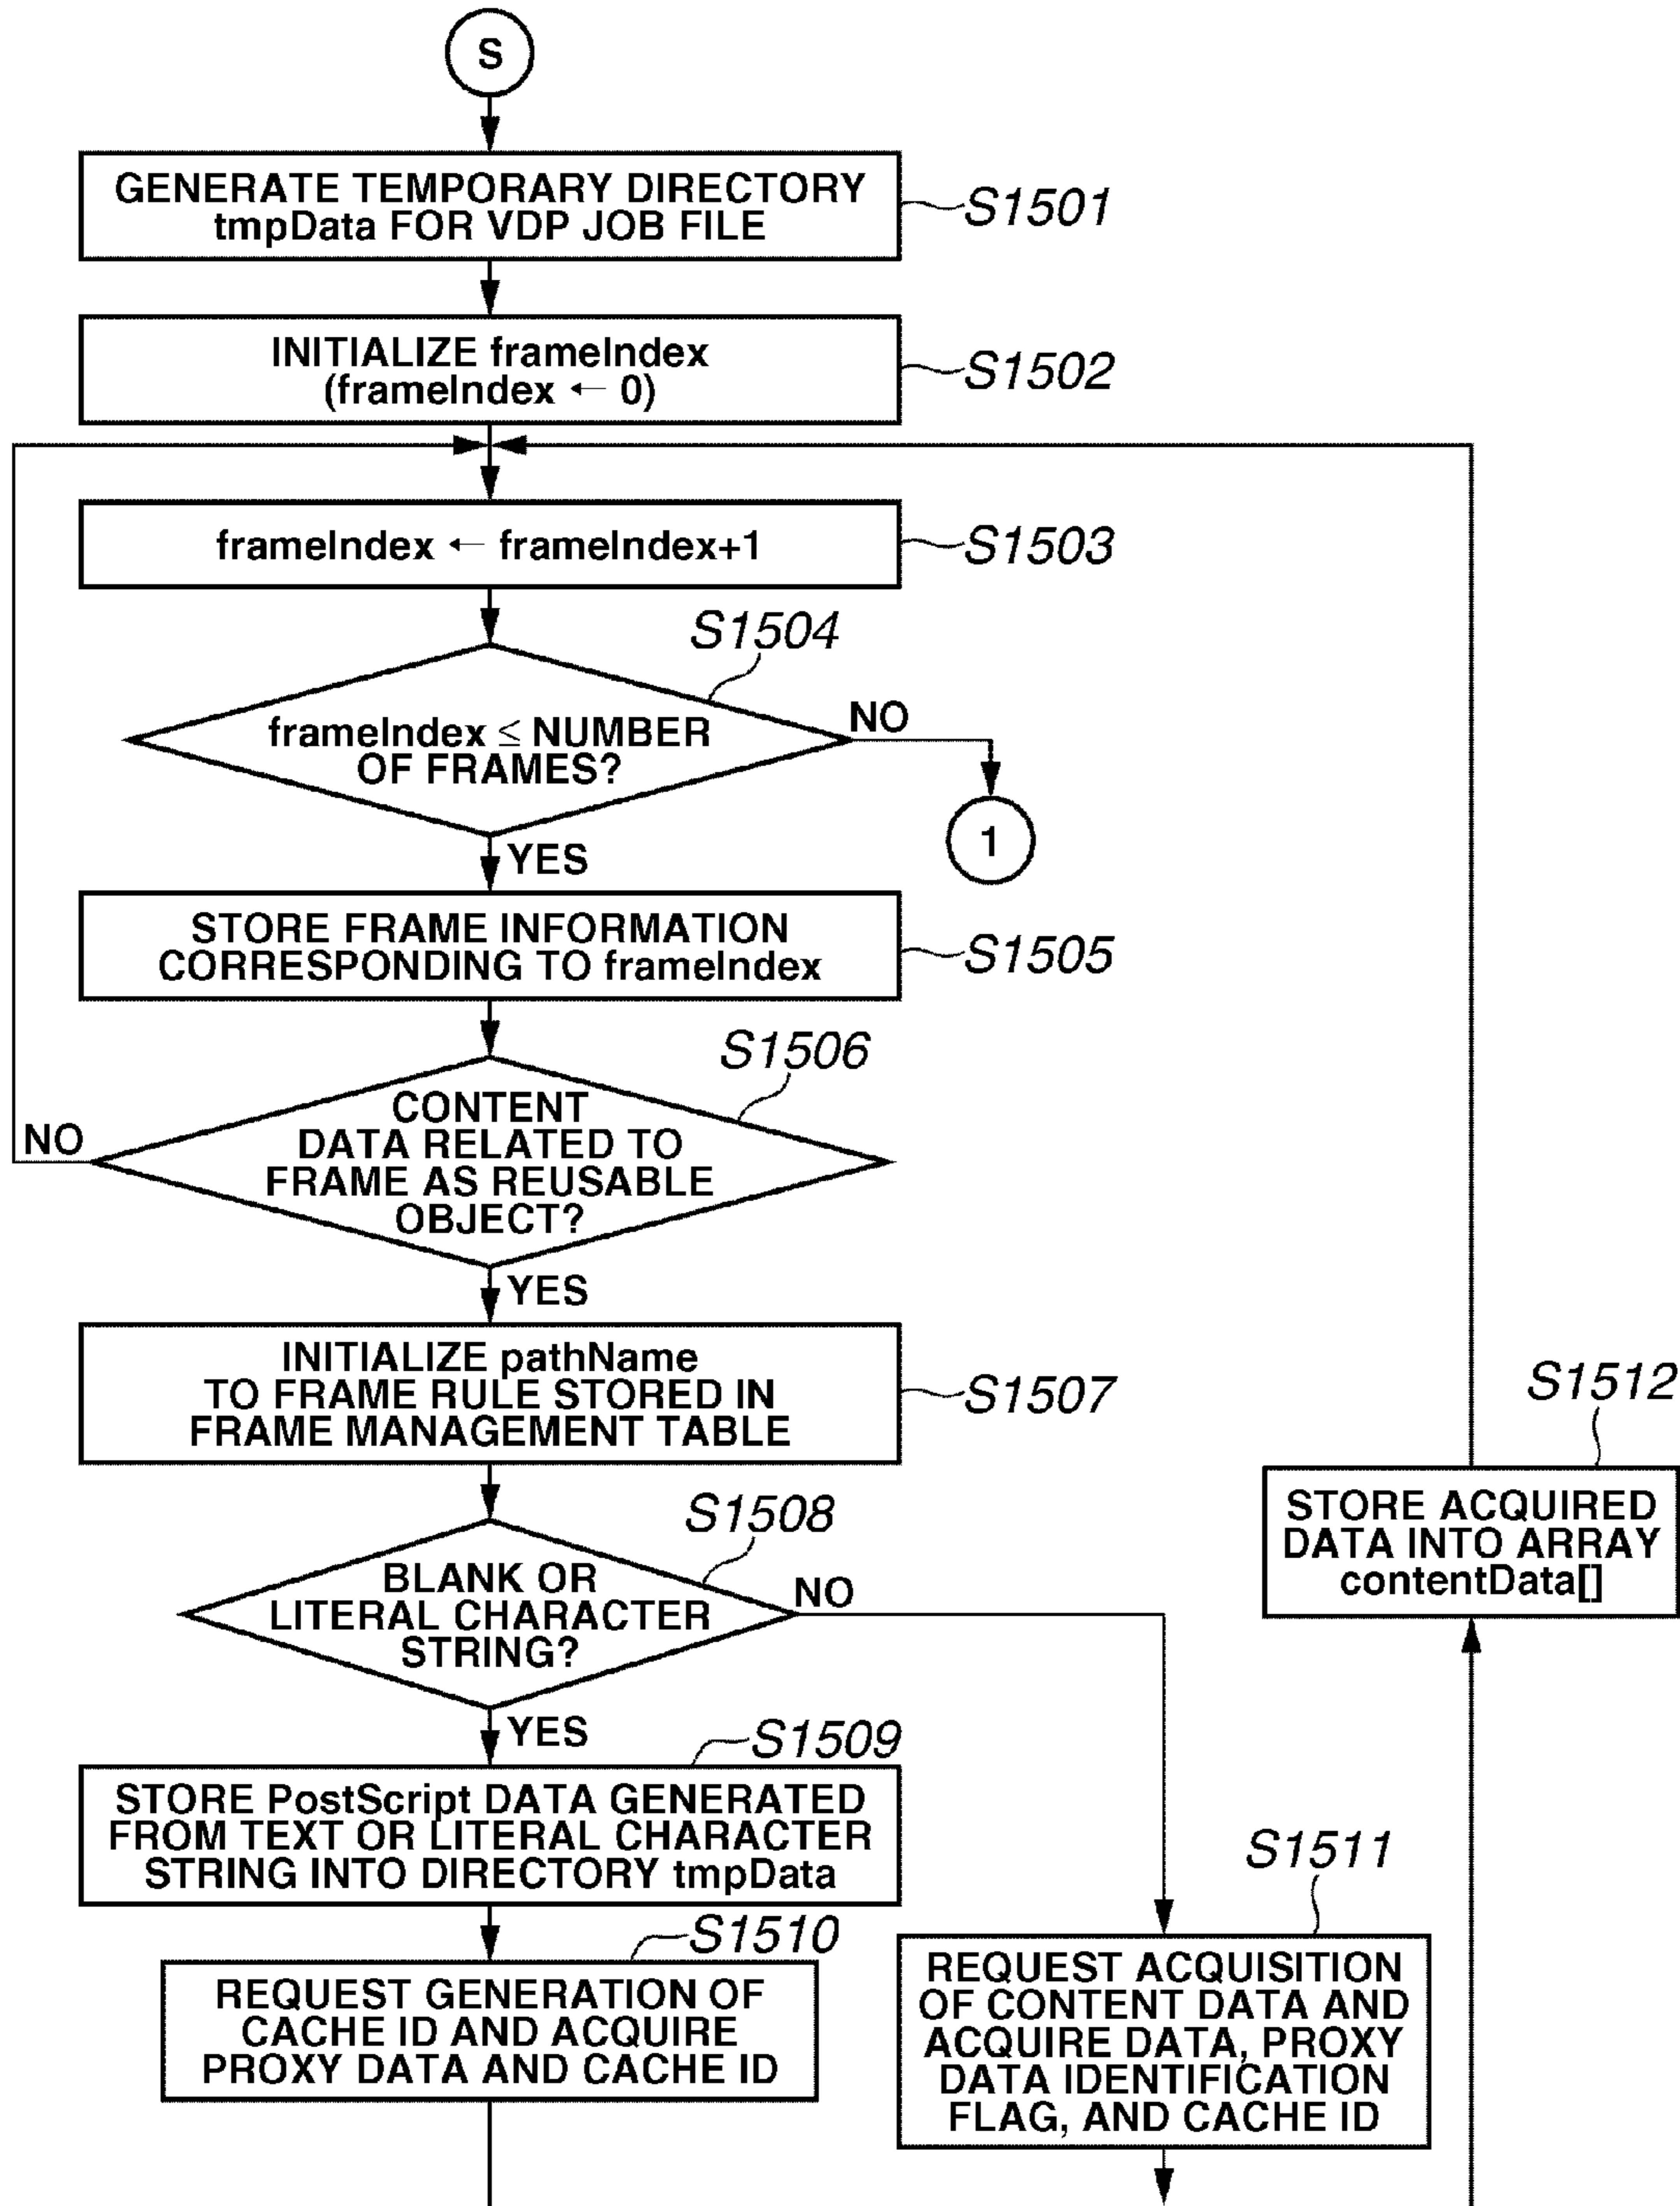 S
GENERATE TEMPORARY DIRECTORY
tmpData FOR VDP JOB FILE
S1501
INITIALIZE frameIndex
(frameIndex ← 0)
S1502
frameIndex ← frameIndex+1
S1503
S1504
frameIndex ≤ NUMBER
OF FRAMES?
NO
1
YES
STORE FRAME INFORMATION
CORRESPONDING TO frameIndex
S1505
S1506
CONTENT
DATA RELATED TO
FRAME AS REUSABLE
OBJECT?
NO
YES
INITIALIZE pathName
TO FRAME RULE STORED IN
FRAME MANAGEMENT TABLE
S1507
S1508
BLANK OR
LITERAL CHARACTER
STRING?
NO
YES
S1509
STORE PostScript DATA GENERATED
FROM TEXT OR LITERAL CHARACTER
STRING INTO DIRECTORY tmpData
S1510
REQUEST GENERATION OF
CACHE ID AND ACQUIRE
PROXY DATA AND CACHE ID
S1511
REQUEST ACQUISITION
OF CONTENT DATA AND
ACQUIRE DATA, PROXY
DATA IDENTIFICATION
FLAG, AND CACHE ID
S1512
STORE ACQUIRED
DATA INTO ARRAY
contentData[]